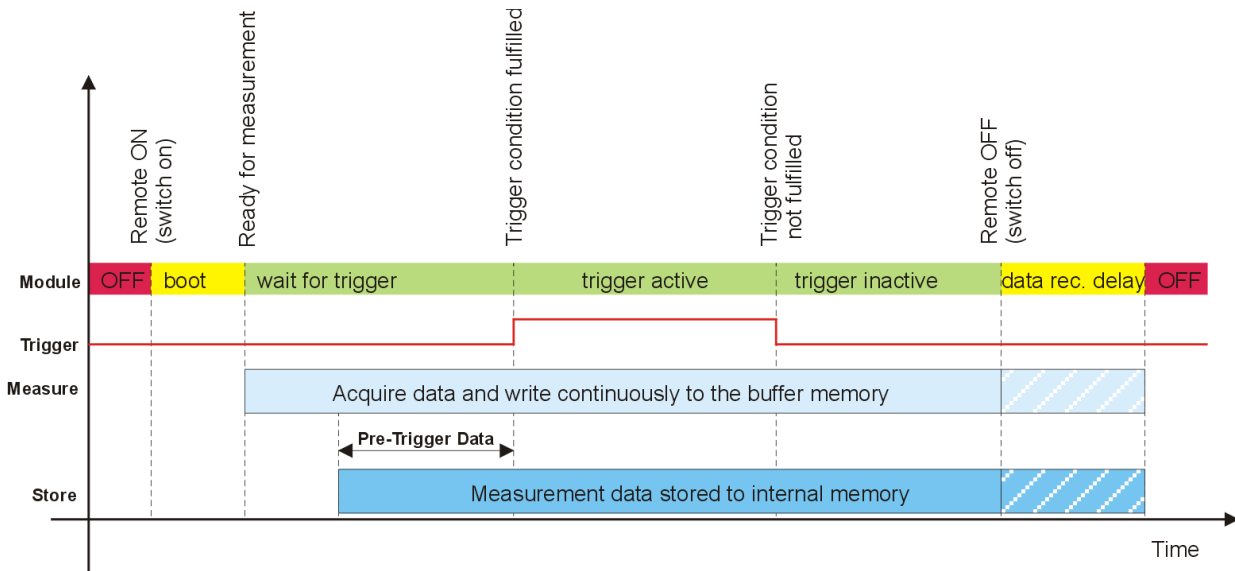 Remote ON
(switch on)
Ready for measurement
Trigger condition fulfilled
Trigger condition
not fulfilled
Remote OFF
(switch off)
Module
OFF
boot
wait for trigger
trigger active
trigger inactive
data rec. delay
OFF
Trigger
Measure
Acquire data and write continuously to the buffer memory
Pre-Trigger Data
Store
Measurement data stored to internal memory
Time